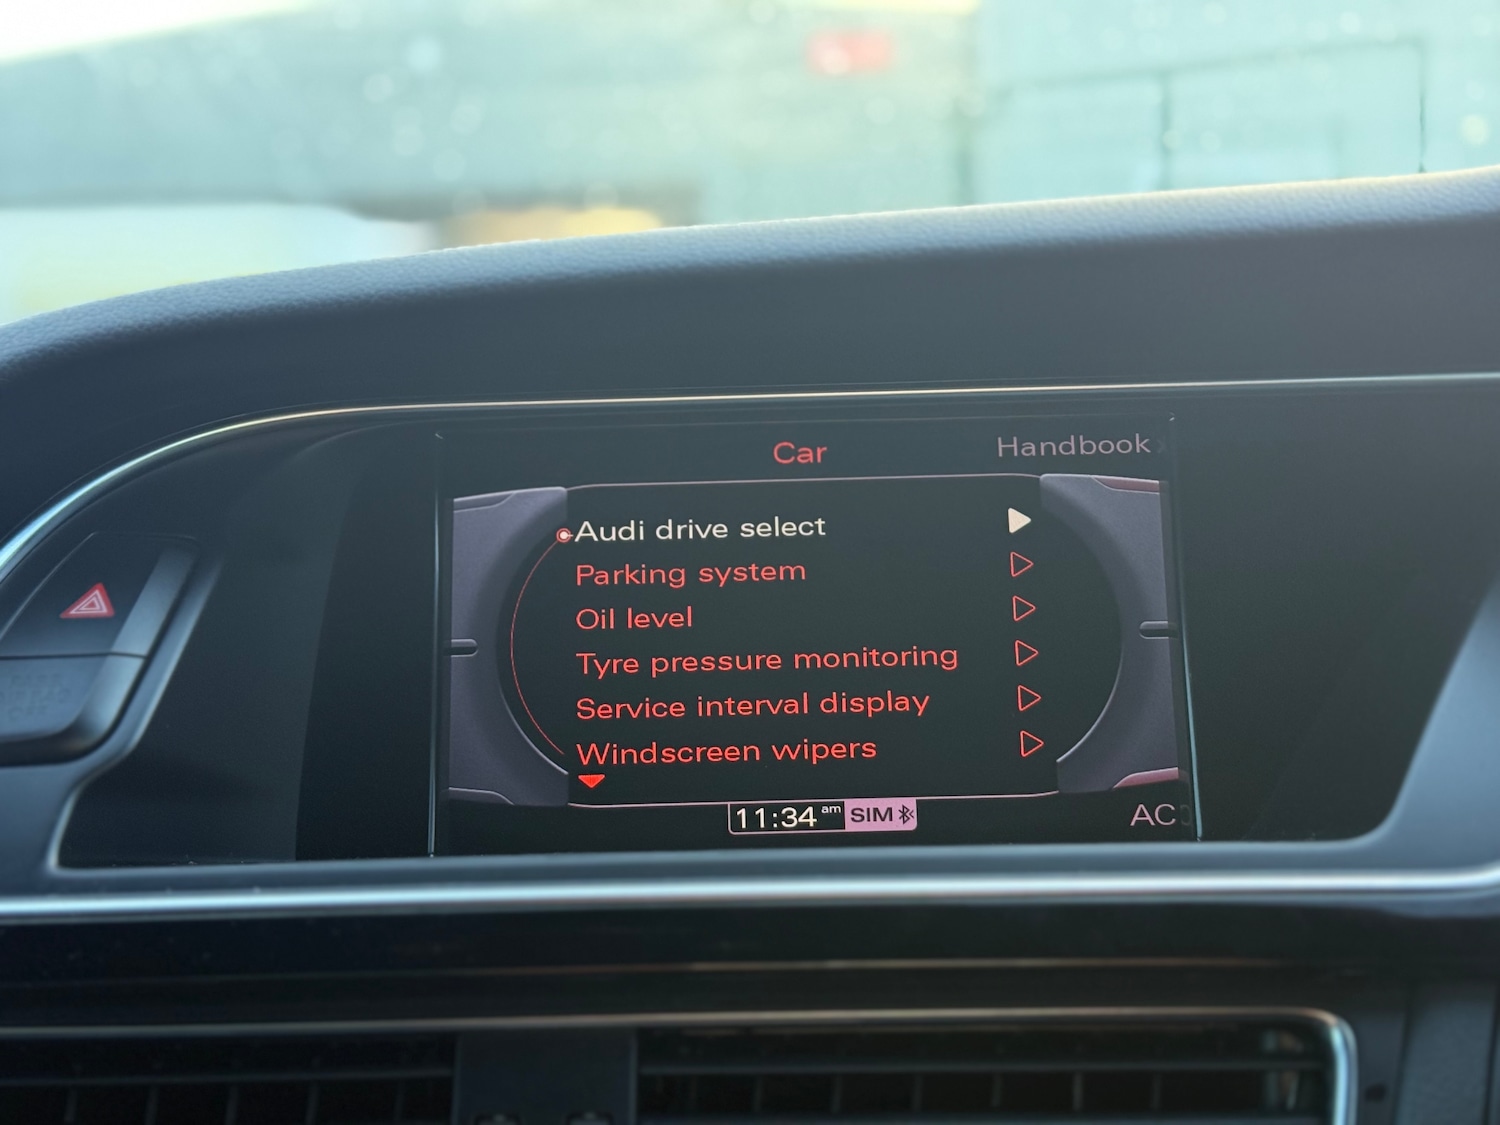 Car
Handbook
Audi drive select
Parking system
Oil level
Tyre pressure monitoring
Service interval display
Windscreen wipers
11:34 am SIM
AC